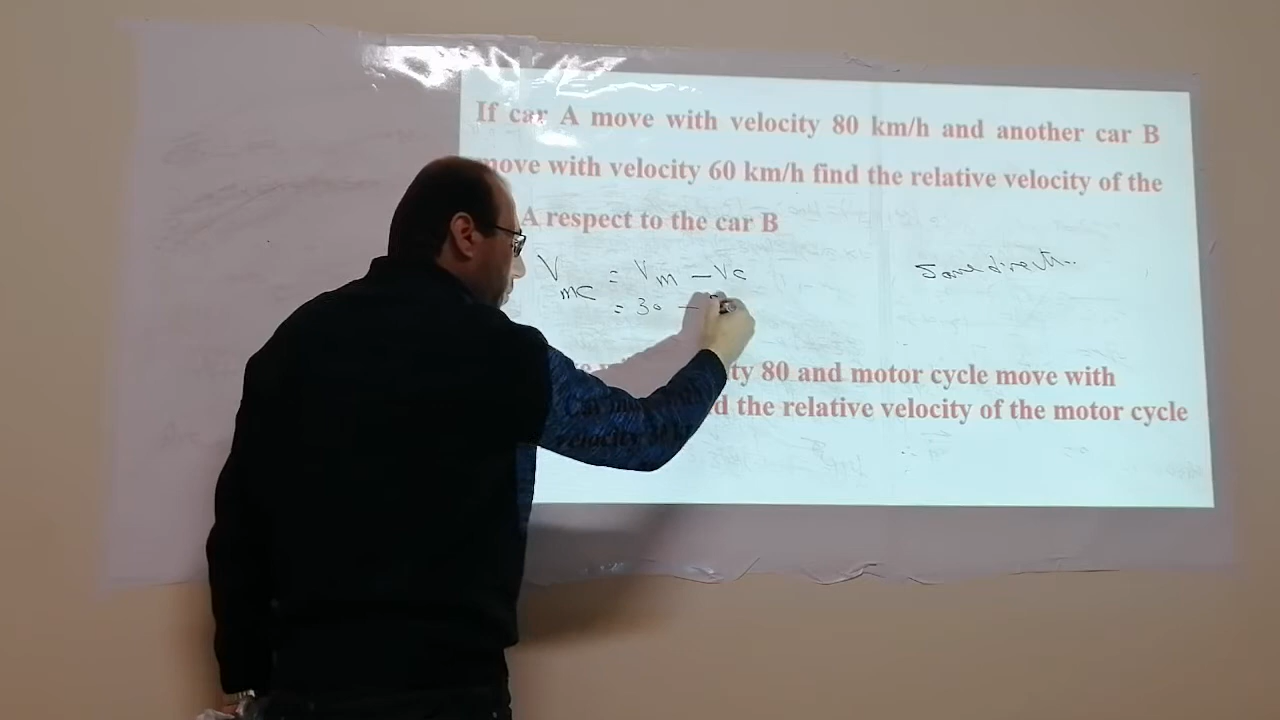 If car A move with velocity 80 km/h and another car B
move with velocity 60 km/h find the relative velocity of the
A respect to the car B
V mc = Vm - Vc
same direction
= 30 -
ty 80 and motor cycle move with
d the relative velocity of the motor cycle